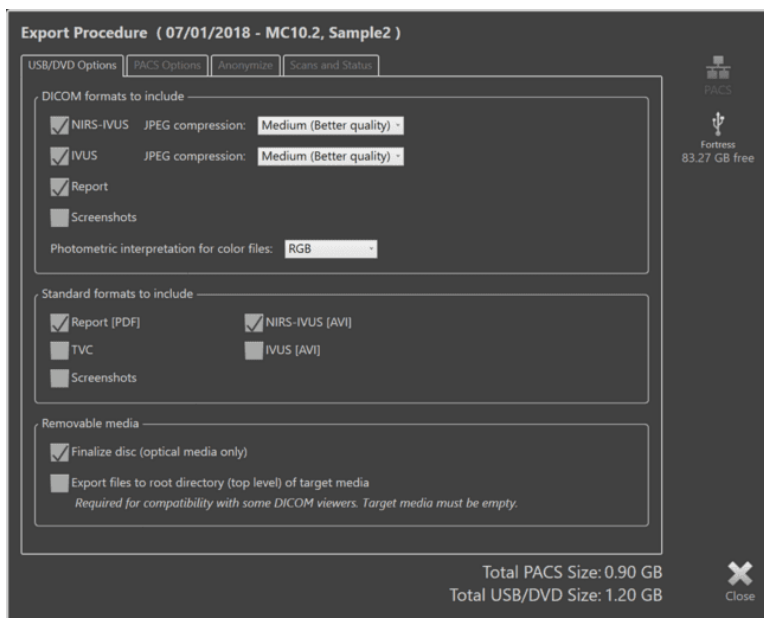 Export Procedure ( 07/01/2018 - MC10.2, Sample2 )
USB/DVD Options PACS Options Anonymize Scans and Status
PACS
Fortress
83.27 GB free
DICOM formats to include
NIRS-IVUS JPEG compression: Medium (Better quality)
IVUS JPEG compression: Medium (Better quality)
Report
Screenshots
Photometric interpretation for color files: RGB
Standard formats to include
Report [PDF] NIRS-IVUS [AVI]
TVC IVUS [AVI]
Screenshots
Removable media
Finalize disc (optical media only)
Export files to root directory (top level) of target media
Required for compatibility with some DICOM viewers. Target media must be empty.
Total PACS Size: 0.90 GB
Total USB/DVD Size: 1.20 GB
Close